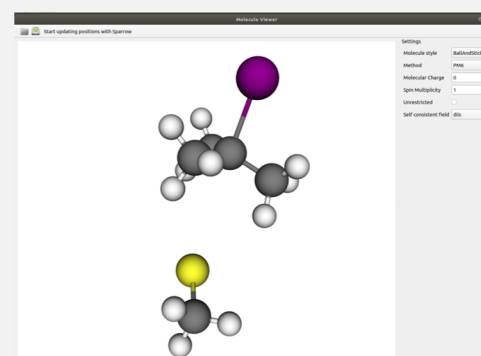 Molecule Viewer
Start updating positions with Sparrow
Settings
Molecule style BallAndStick
Method PM6
Molecular Charge 0
Spin Multiplicity 1
Unrestricted
Self consistent field diis